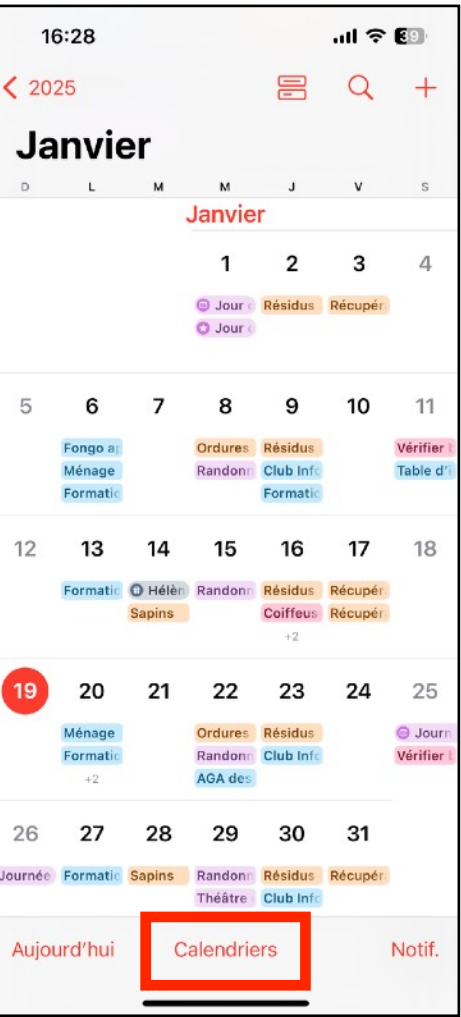 16:28 39
2025
Janvier
D L M M J V S
Janvier
1 2 3 4
Jour Résidus Récupér
Jour
5 6 7 8 9 10 11
Fongo ap Ordures Résidus Vérifier
Ménage Randonn Club Info Table d'i
Formatic Formatic
12 13 14 15 16 17 18
Formatic Hélèn Randonn Résidus Récupér
Sapins Coiffeus Récupér
+2
19 20 21 22 23 24 25
Ménage Ordures Résidus Journ
Formatic Randonn Club Info Vérifier
+2 AGA des
26 27 28 29 30 31
Journée Formatic Sapins Randonn Résidus Récupér
Théâtre Club Info
Aujourd'hui Calendriers Notif.